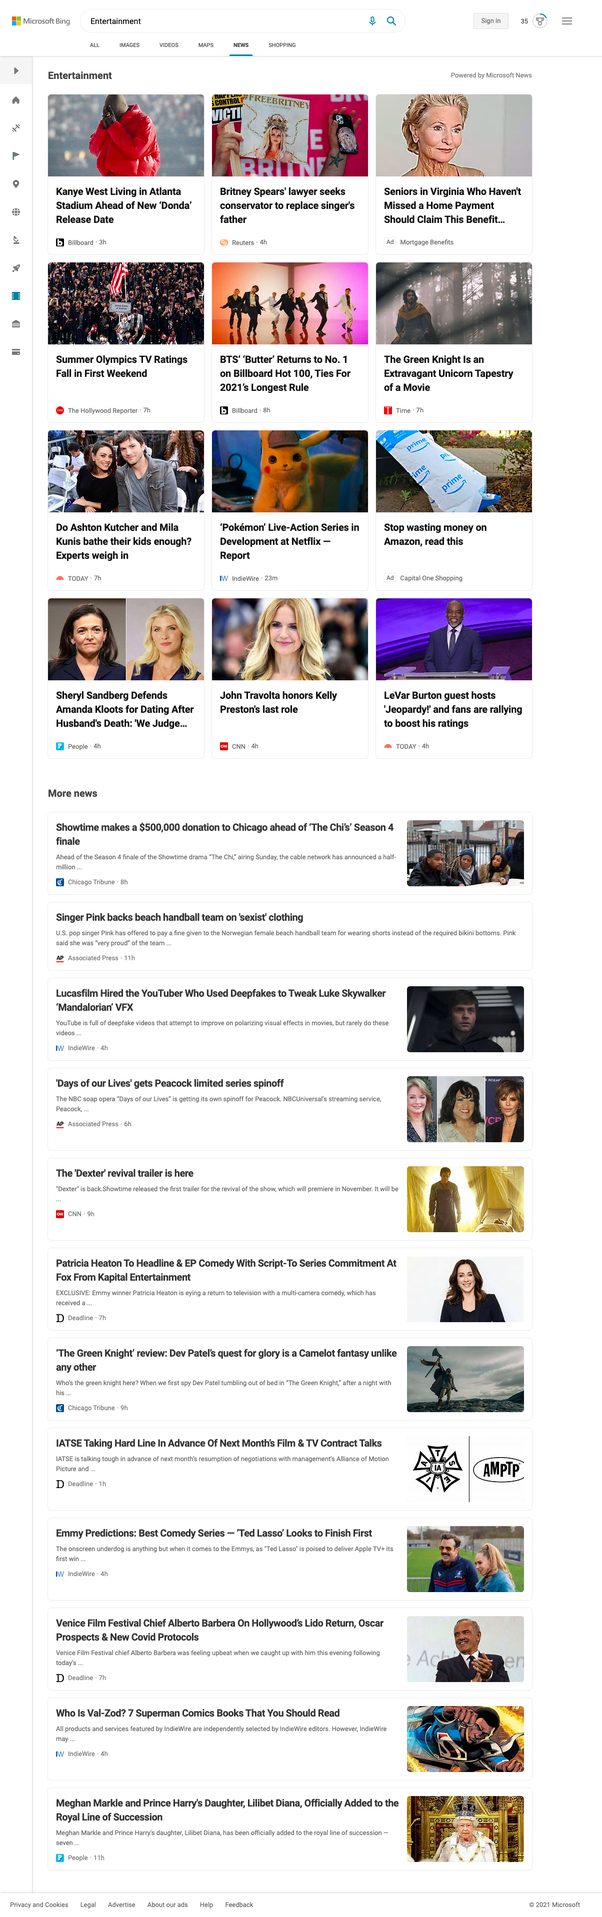 Microsoft Bing
Entertainment
Sign in
35
ALL IMAGES VIDEOS MAPS NEWS SHOPPING
Entertainment
Powered by Microsoft News
CONTROL
VICTI
#FREEBRITNEY
BRITNE
Kanye West Living in Atlanta
Stadium Ahead of New ‘Donda’
Release Date
Billboard · 3h
Britney Spears' lawyer seeks
conservator to replace singer's
father
Reuters · 4h
Seniors in Virginia Who Haven't
Missed a Home Payment
Should Claim This Benefit...
Ad Mortgage Benefits
Summer Olympics TV Ratings
Fall in First Weekend
The Hollywood Reporter · 7h
BTS’ ‘Butter’ Returns to No. 1
on Billboard Hot 100, Ties For
2021’s Longest Rule
Billboard · 8h
The Green Knight Is an
Extravagant Unicorn Tapestry
of a Movie
Time · 7h
prime
prime
prime
Do Ashton Kutcher and Mila
Kunis bathe their kids enough?
Experts weigh in
TODAY · 7h
‘Pokémon’ Live-Action Series in
Development at Netflix —
Report
IndieWire · 23m
Stop wasting money on
Amazon, read this
Ad Capital One Shopping
Sheryl Sandberg Defends
Amanda Kloots for Dating After
Husband's Death: 'We Judge...
People · 4h
John Travolta honors Kelly
Preston's last role
CNN · 4h
LeVar Burton guest hosts
'Jeopardy!' and fans are rallying
to boost his ratings
TODAY · 4h
More news
Showtime makes a $500,000 donation to Chicago ahead of ‘The Chi’s’ Season 4
finale
Ahead of the Season 4 finale of the Showtime drama “The Chi,” airing Sunday, the cable network has announced a half-
million ...
Chicago Tribune · 8h
Singer Pink backs beach handball team on 'sexist' clothing
U.S. pop singer Pink has offered to pay a fine given to the Norwegian female beach handball team for wearing shorts instead of the required bikini bottoms. Pink
said she was “very proud” of the team ...
AP Associated Press · 11h
Lucasfilm Hired the YouTuber Who Used Deepfakes to Tweak Luke Skywalker
‘Mandalorian’ VFX
YouTube is full of deepfake videos that attempt to improve on polarizing visual effects in movies, but rarely do these
videos ...
IndieWire · 4h
'Days of our Lives' gets Peacock limited series spinoff
The NBC soap opera “Days of our Lives” is getting its own spinoff for Peacock. NBCUniversal’s streaming service,
Peacock, ...
AP Associated Press · 6h
The 'Dexter' revival trailer is here
"Dexter" is back.Showtime released the first trailer for the revival of the show, which will premiere in November. It will be
...
CNN · 9h
Patricia Heaton To Headline & EP Comedy With Script-To Series Commitment At
Fox From Kapital Entertainment
EXCLUSIVE: Emmy winner Patricia Heaton is eying a return to television with a multi-camera comedy, which has
received a ...
Deadline · 7h
‘The Green Knight’ review: Dev Patel’s quest for glory is a Camelot fantasy unlike
any other
Who’s the green knight here? When we first spy Dev Patel tumbling out of bed in “The Green Knight,” after a night with
his ...
Chicago Tribune · 9h
IATSE Taking Hard Line In Advance Of Next Month’s Film & TV Contract Talks
IATSE is talking tough in advance of next month’s resumption of negotiations with management’s Alliance of Motion
Picture and ...
Deadline · 1h
AMPTP
Emmy Predictions: Best Comedy Series — ‘Ted Lasso’ Looks to Finish First
The onscreen underdog is anything but when it comes to the Emmys, as “Ted Lasso” is poised to deliver Apple TV+ its
first win ...
IndieWire · 4h
Venice Film Festival Chief Alberto Barbera On Hollywood’s Lido Return, Oscar
Prospects & New Covid Protocols
Venice Film Festival chief Alberto Barbera was feeling upbeat when we caught up with him this evening following
today’s ...
Deadline · 7h
Who Is Val-Zod? 7 Superman Comics Books That You Should Read
All products and services featured by IndieWire are independently selected by IndieWire editors. However, IndieWire
may ...
IndieWire · 4h
Meghan Markle and Prince Harry's Daughter, Lilibet Diana, Officially Added to the
Royal Line of Succession
Meghan Markle and Prince Harry's daughter, Lilibet Diana, has been officially added to the royal line of succession —
seven ...
People · 11h
Privacy and Cookies Legal Advertise About our ads Help Feedback
© 2021 Microsoft